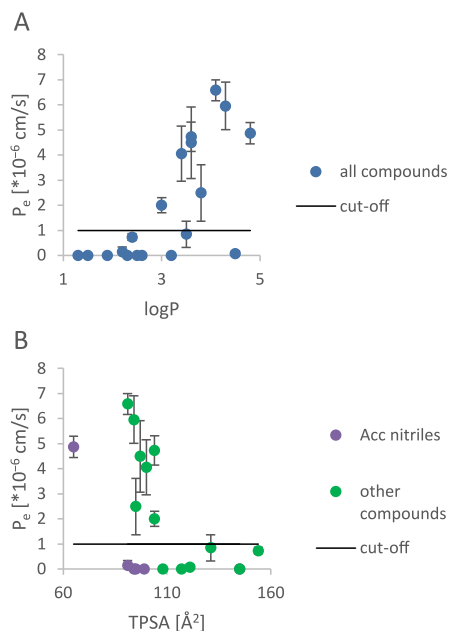 A
8
7
6
5
4
3
2
1
0
Pe [*10⁻⁶ cm/s]
1 3 5
logP
all compounds
cut-off
B
8
7
6
5
4
3
2
1
0
Pe [*10⁻⁶ cm/s]
60 110 160
TPSA [Å²]
Acc nitriles
other
compounds
cut-off